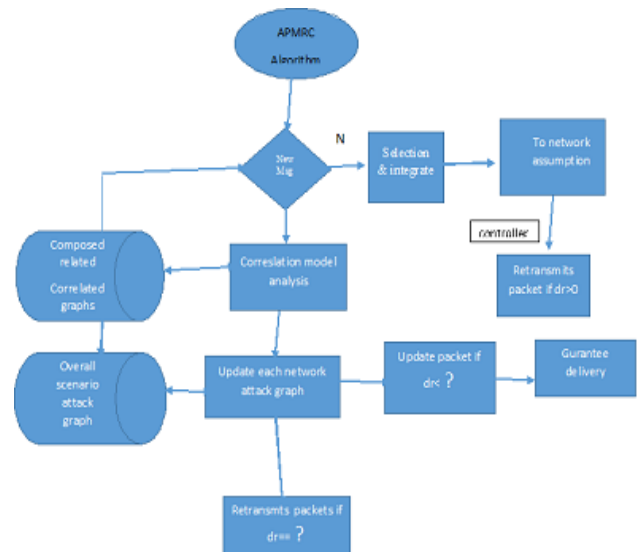 APMRC
Algorithm
New
Msg
N
Selection
& integrate
To network
assumption
controller
Retransmits
packet if dr>0
Composed
related
Correlated
graphs
Correslation model
analysis
Overall
scenario
attack
graph
Update each network
attack graph
Update packet if
dr< ?
Gurantee
delivery
Retransmts packets if
dr== ?